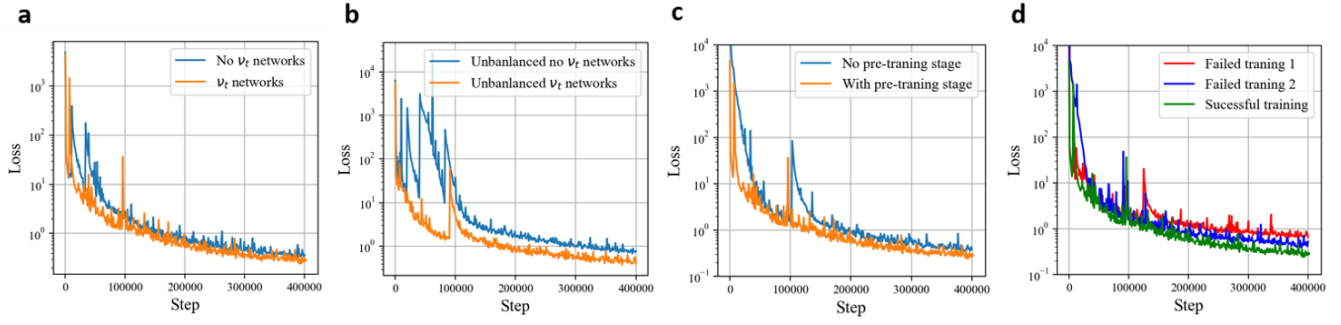 a
10³
10²
10¹
10⁰
Loss
No νt networks
νt networks
0 100000 200000 300000 400000
Step
b
10⁴
10³
10²
10¹
10⁰
Loss
Unbanlanced no νt networks
Unbanlanced νt networks
0 100000 200000 300000 400000
Step
c
10⁴
10³
10²
10¹
10⁰
10⁻¹
Loss
No pre-traning stage
With pre-traning stage
0 100000 200000 300000 400000
Step
d
10⁴
10³
10²
10¹
10⁰
10⁻¹
Loss
Failed traning 1
Failed traning 2
Sucessful training
0 100000 200000 300000 400000
Step